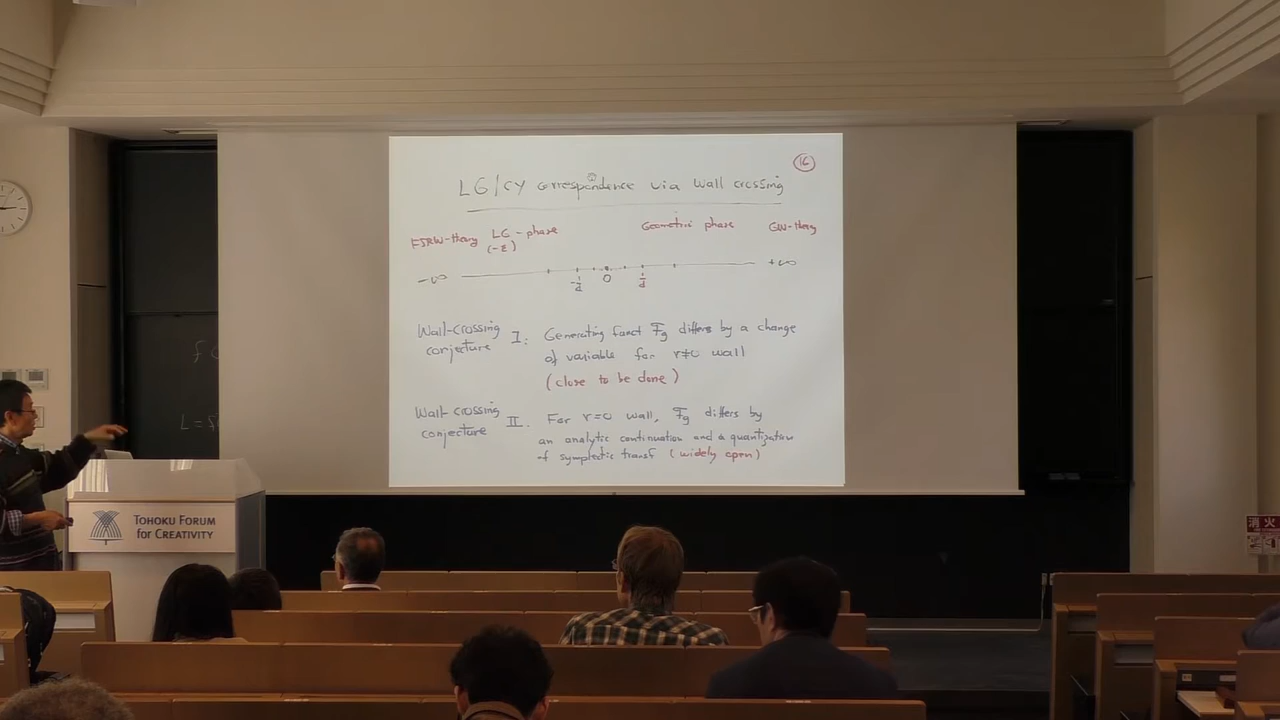 16
LG/CY correspondence via wall crossing
FJRW-theory LG-phase Geometric phase GW-theory
(-ε)
-∞ -1/d 0 1/d +∞
Wall-crossing conjecture I: Generating funct Fg differs by a change
of variable for r≠0 wall
(close to be done)
Wall-crossing conjecture II. For r=0 wall, Fg differs by
an analytic continuation and a quantization
of symplectic transf (widely open)
L =
TOHOKU FORUM
for CREATIVITY
消火